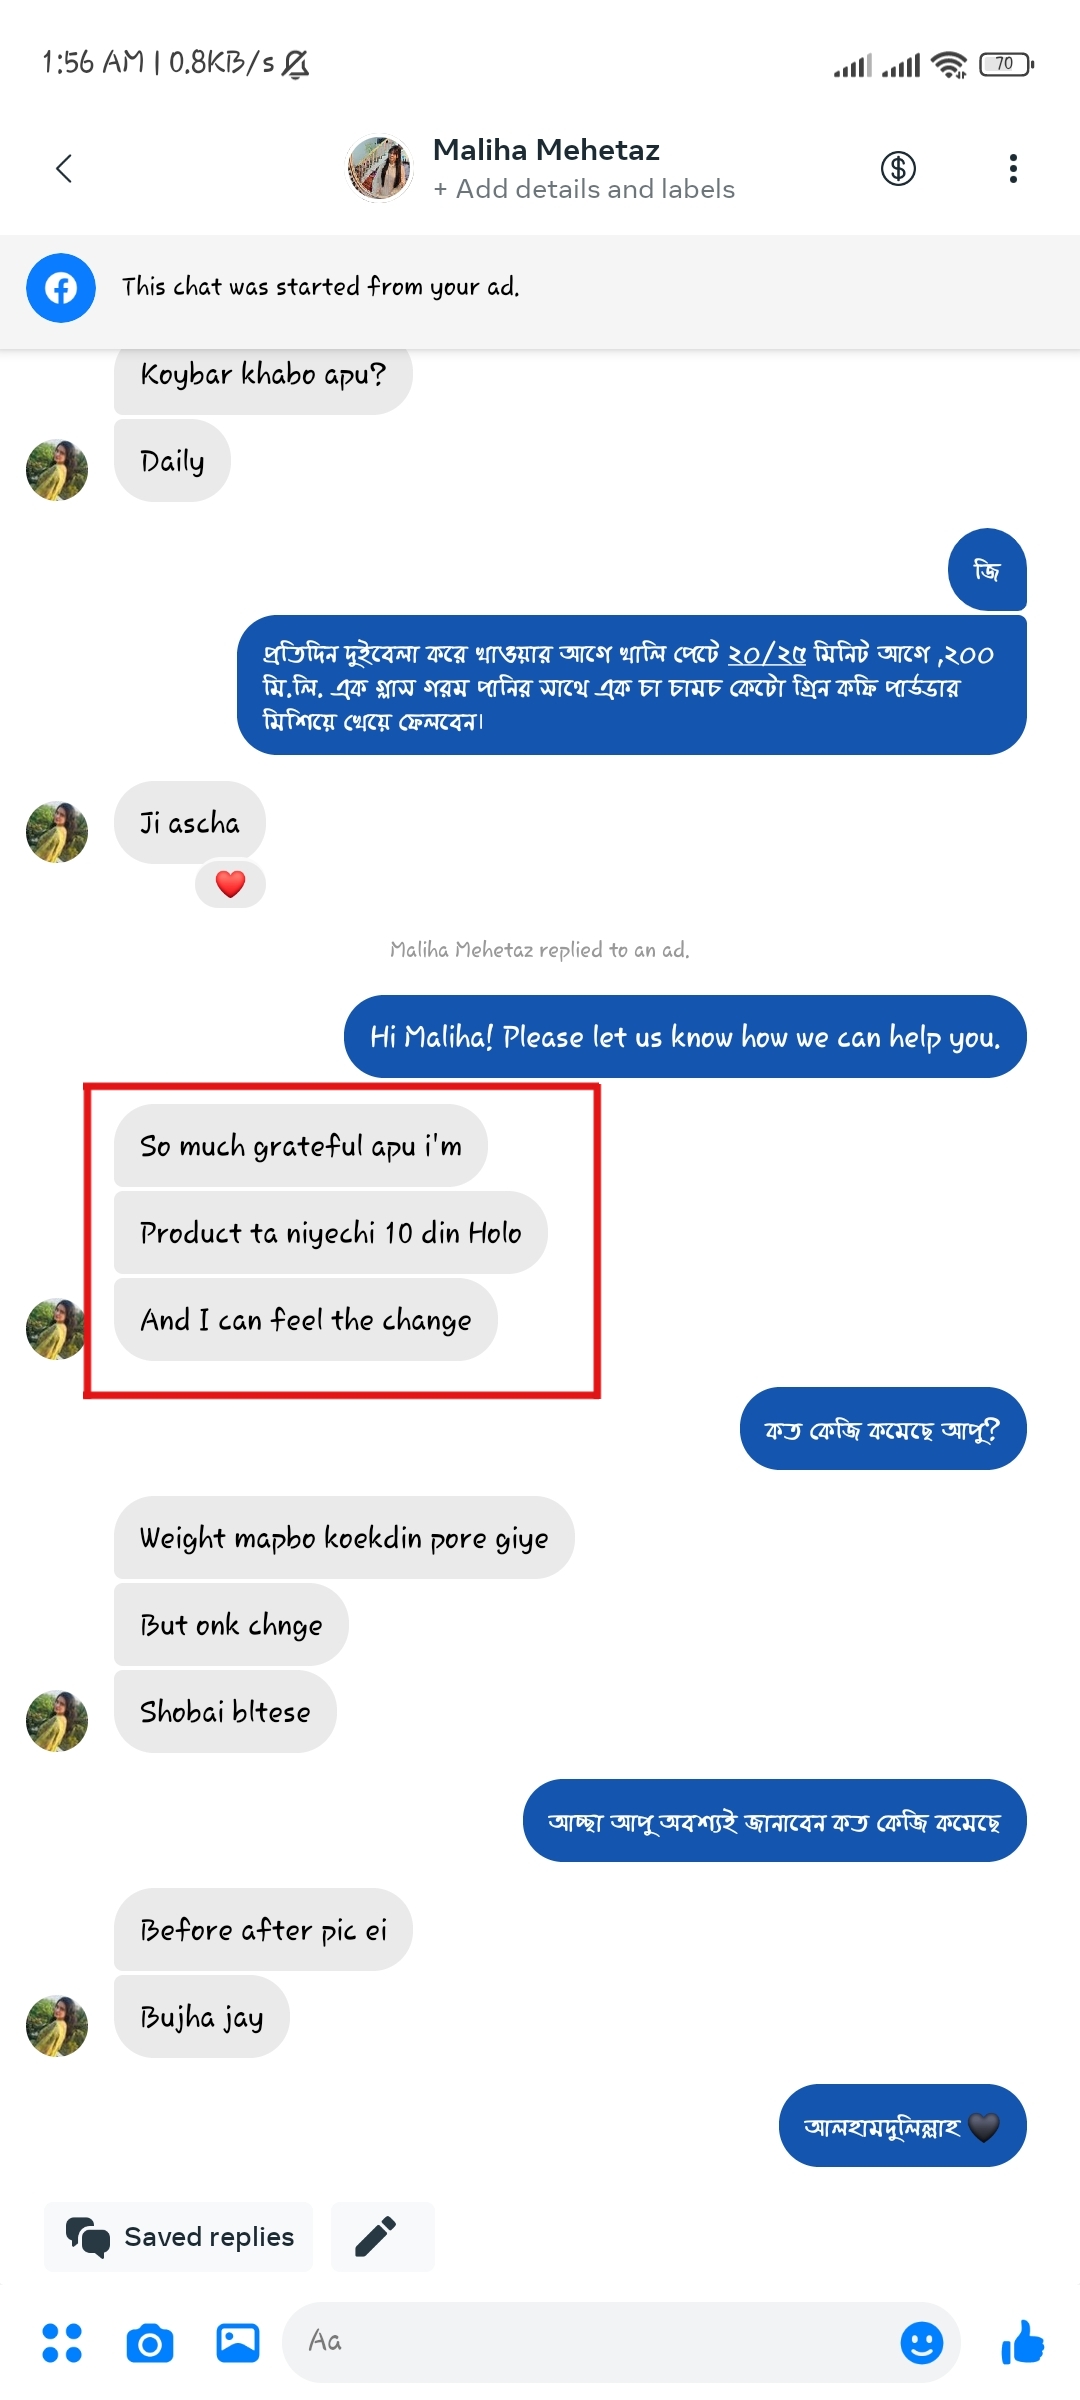 1:56 AM | 0.8KB/s
70
Maliha Mehetaz
+ Add details and labels
This chat was started from your ad.
Koybar khabo apu?
Daily
জি
প্রতিদিন দুইবেলা করে খাওয়ার আগে খালি পেটে ২০/২৫ মিনিট আগে ,২০০
মি.লি. এক গ্লাস গরম পানির সাথে এক চা চামচ কেটো গ্রিন কফি পাউডার
মিশিয়ে খেয়ে ফেলবেন।
Ji ascha
Maliha Mehetaz replied to an ad.
Hi Maliha! Please let us know how we can help you.
So much grateful apu i'm
Product ta niyechi 10 din Holo
And I can feel the change
কত কেজি কমেছে আপু?
Weight mapbo koekdin pore giye
But onk chnge
Shobai bltese
আচ্ছা আপু অবশ্যই জানাবেন কত কেজি কমেছে
Before after pic ei
Bujha jay
আলহামদুলিল্লাহ 🖤
Saved replies
Aa